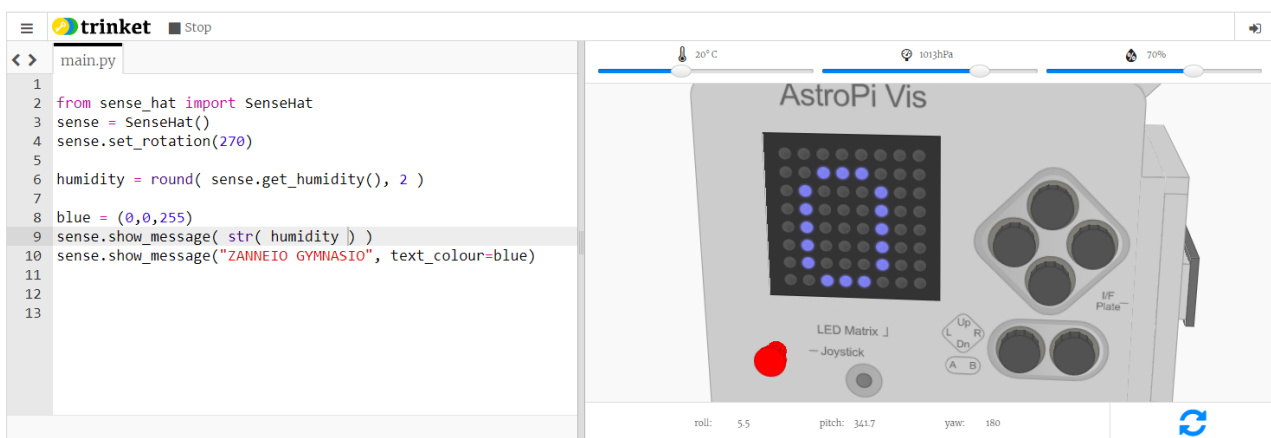 trinket Stop
main.py
20° C 1013hPa 70%
1
2 from sense_hat import SenseHat
3 sense = SenseHat()
4 sense.set_rotation(270)
5
6 humidity = round( sense.get_humidity(), 2 )
7
8 blue = (0,0,255)
9 sense.show_message( str( humidity ) )
10 sense.show_message("ZANNEIO GYMNASIO", text_colour=blue)
11
12
13
AstroPi Vis
I/F
Plate
LED Matrix
Joystick
Up
L R
Dn
A B
roll: 5.5 pitch: 341.7 yaw: 180